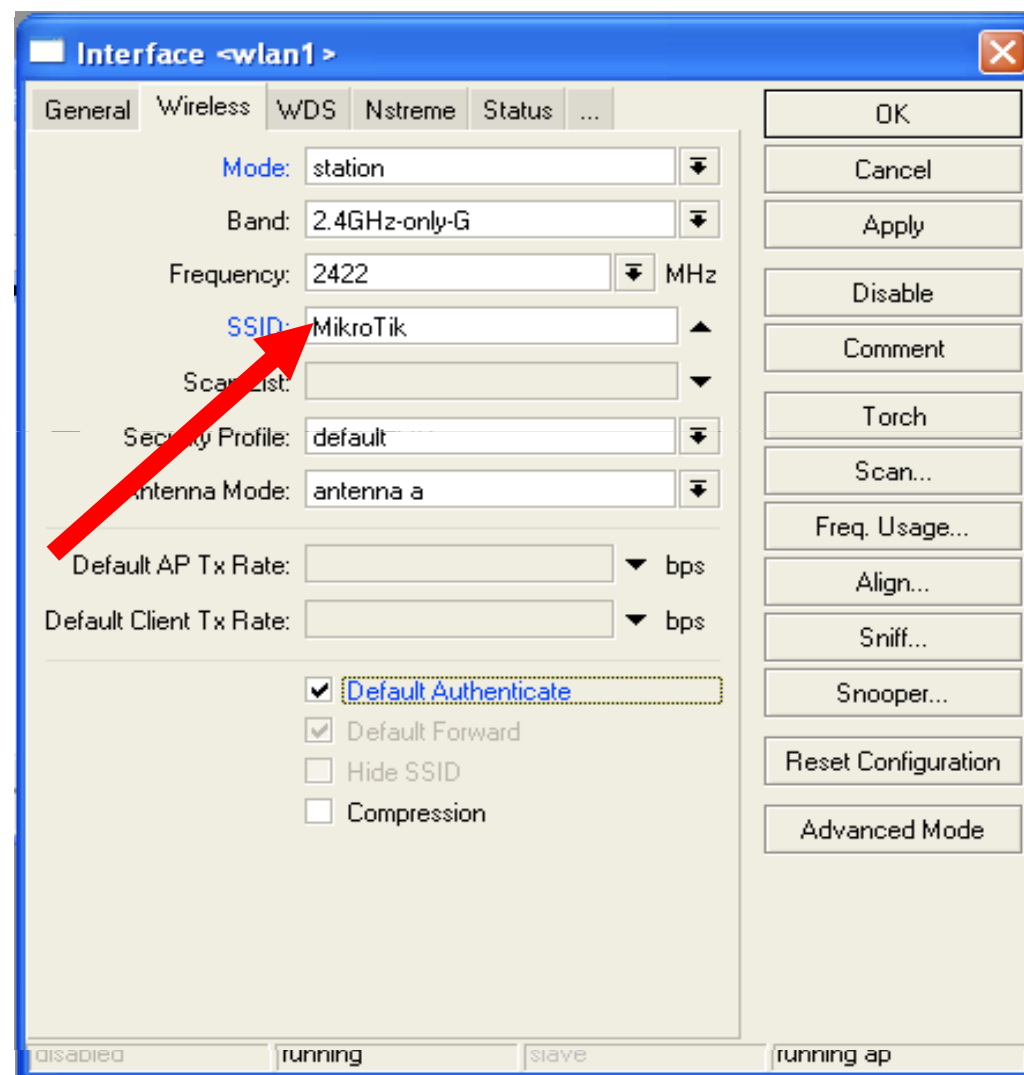 Interface <wlan1>
General Wireless WDS Nstreme Status ...
Mode: station
Band: 2.4GHz-only-G
Frequency: 2422 MHz
SSID: MikroTik
Scan List:
Security Profile: default
Antenna Mode: antenna a
Default AP Tx Rate: bps
Default Client Tx Rate: bps
Default Authenticate
Default Forward
Hide SSID
Compression
OK
Cancel
Apply
Disable
Comment
Torch
Scan...
Freq. Usage...
Align...
Sniff...
Snooper...
Reset Configuration
Advanced Mode
disabled running slave running ap